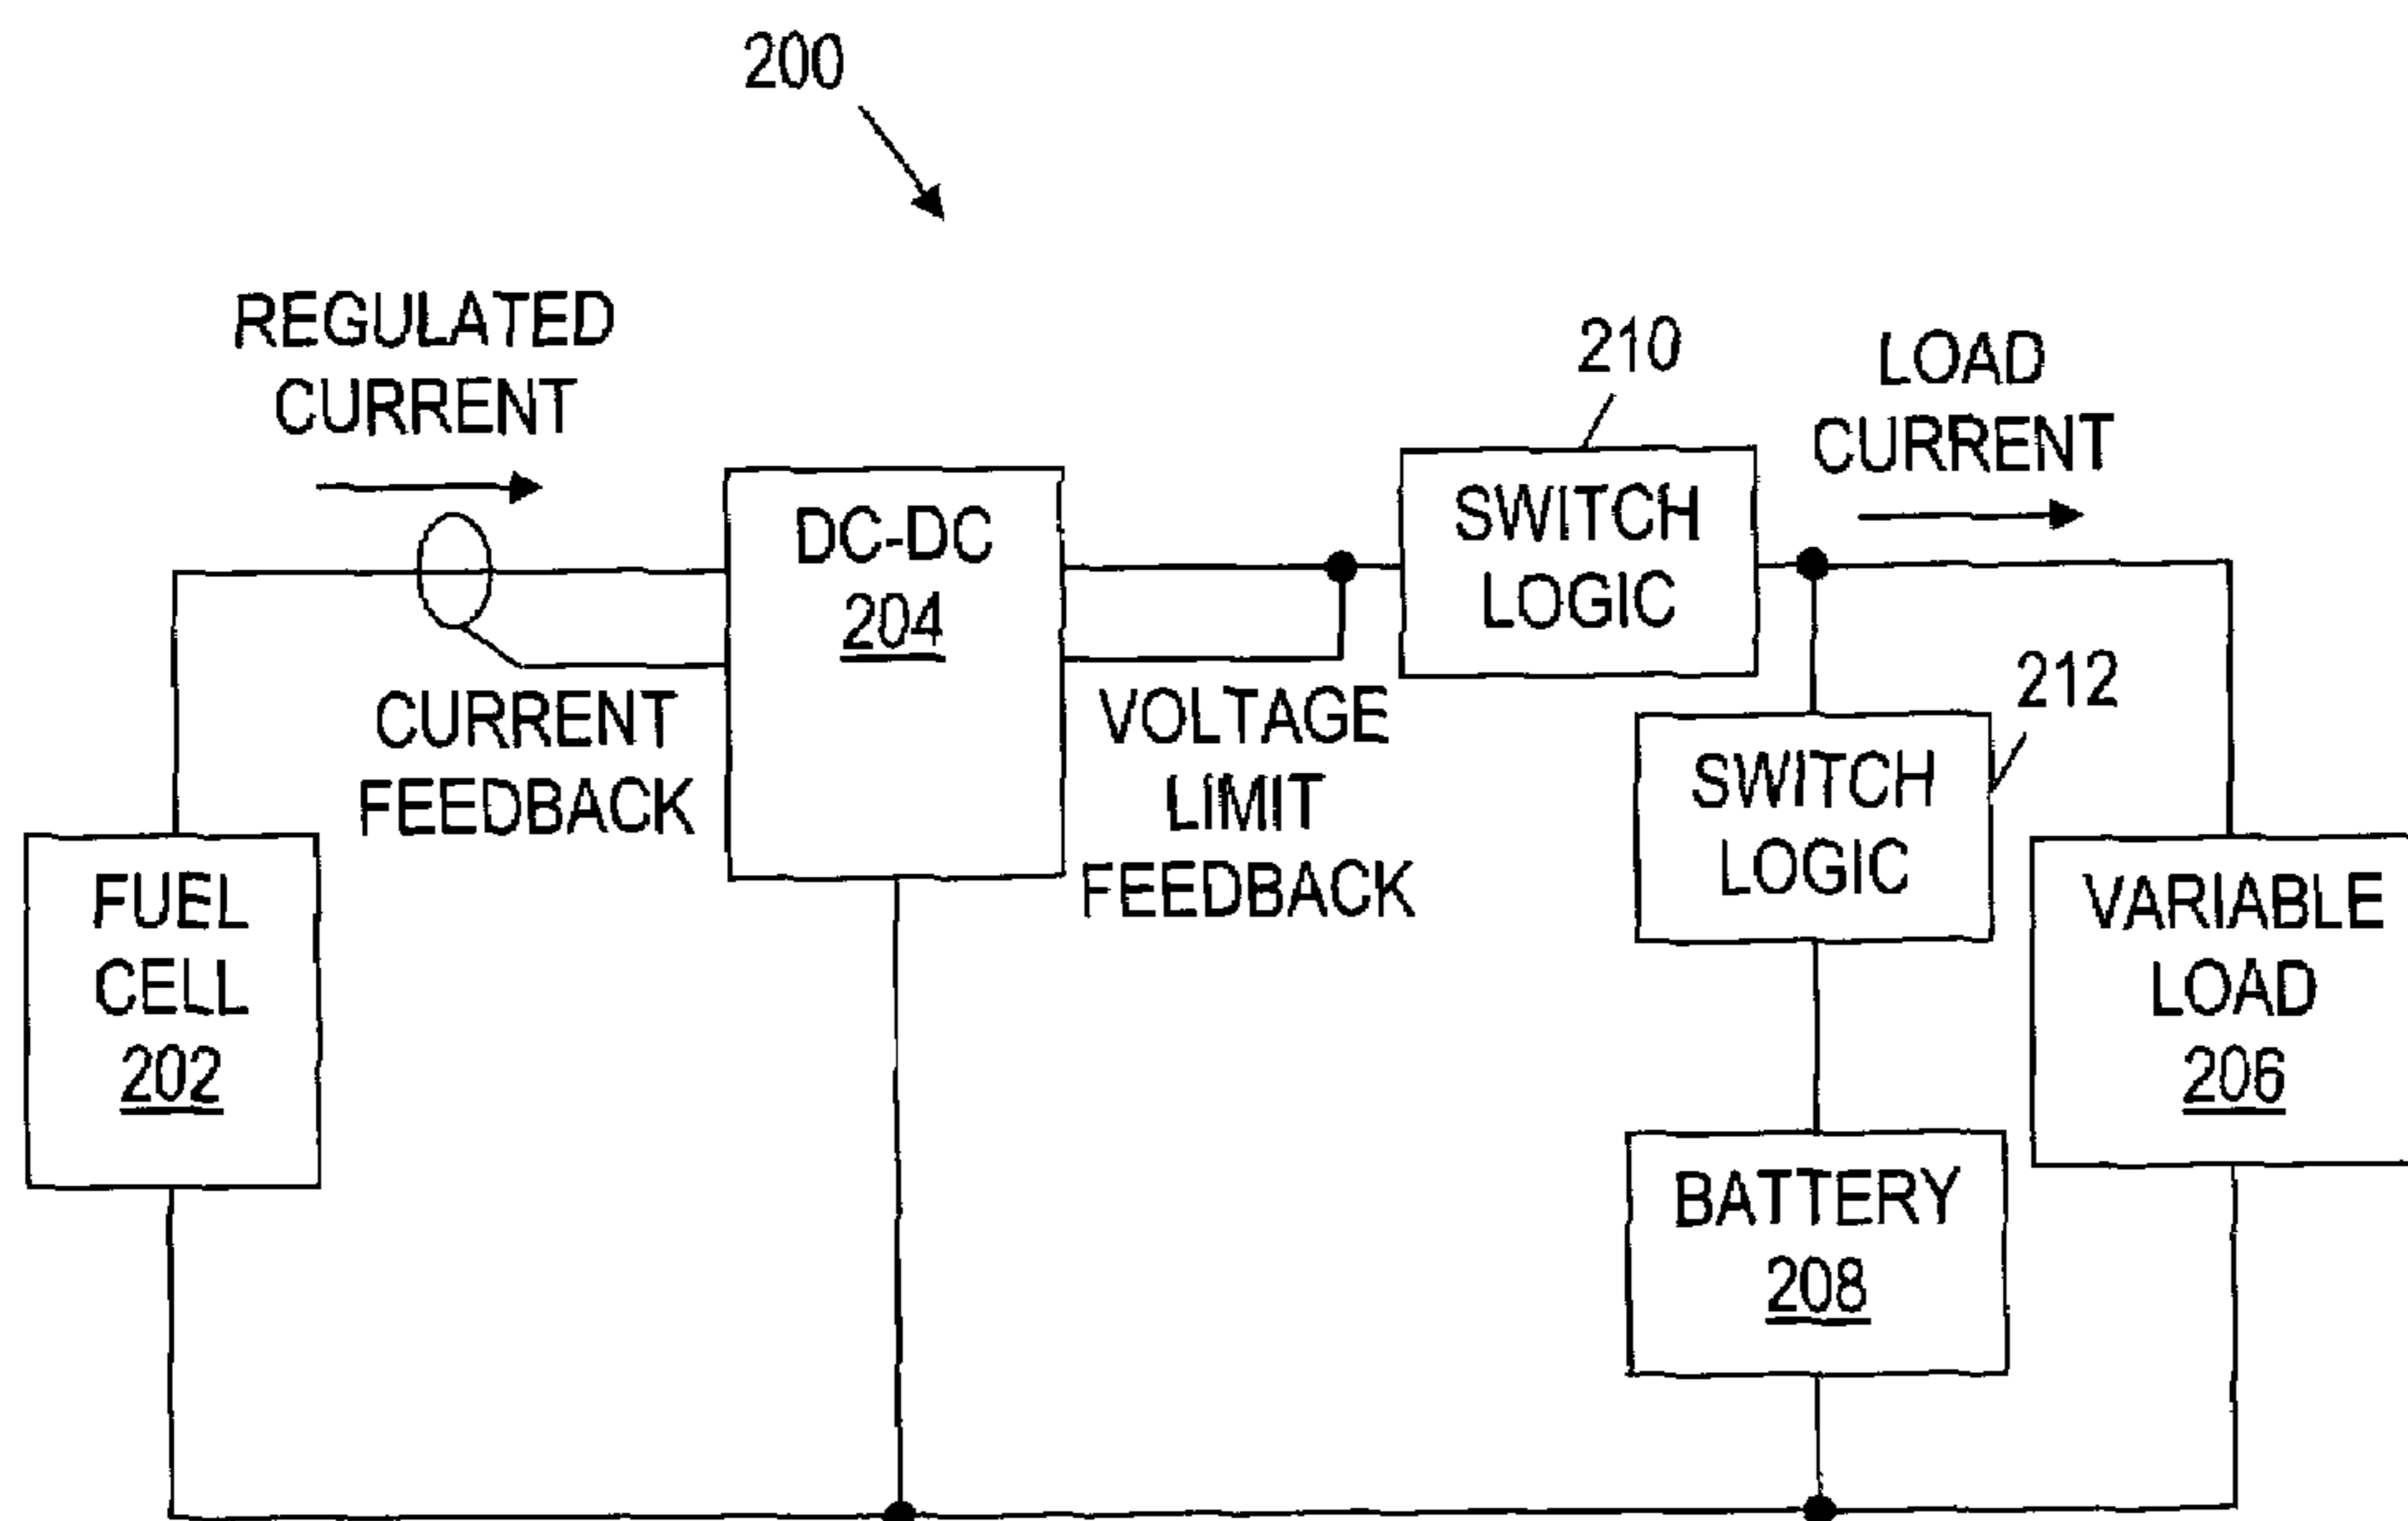 200
REGULATED
CURRENT
210
LOAD
CURRENT
DC-DC
204
SWITCH
LOGIC
CURRENT
FEEDBACK
VOLTAGE
LIMIT
FEEDBACK
212
SWITCH
LOGIC
FUEL
CELL
202
VARIABLE
LOAD
206
BATTERY
208